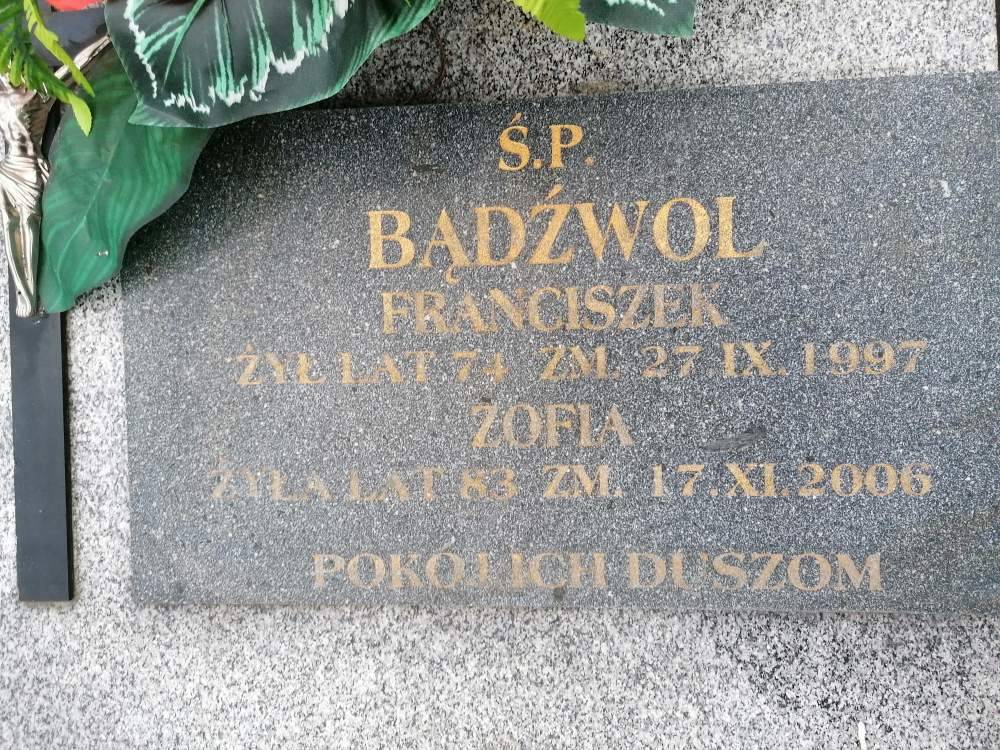 Ś.P.
BĄDŹWOL
FRANCISZEK
ŻYŁ LAT 74 ZM. 27 IX. 1997
ZOFIA
ŻYŁA LAT 83 ZM. 17.XI.2006
POKÓJ ICH DUSZOM